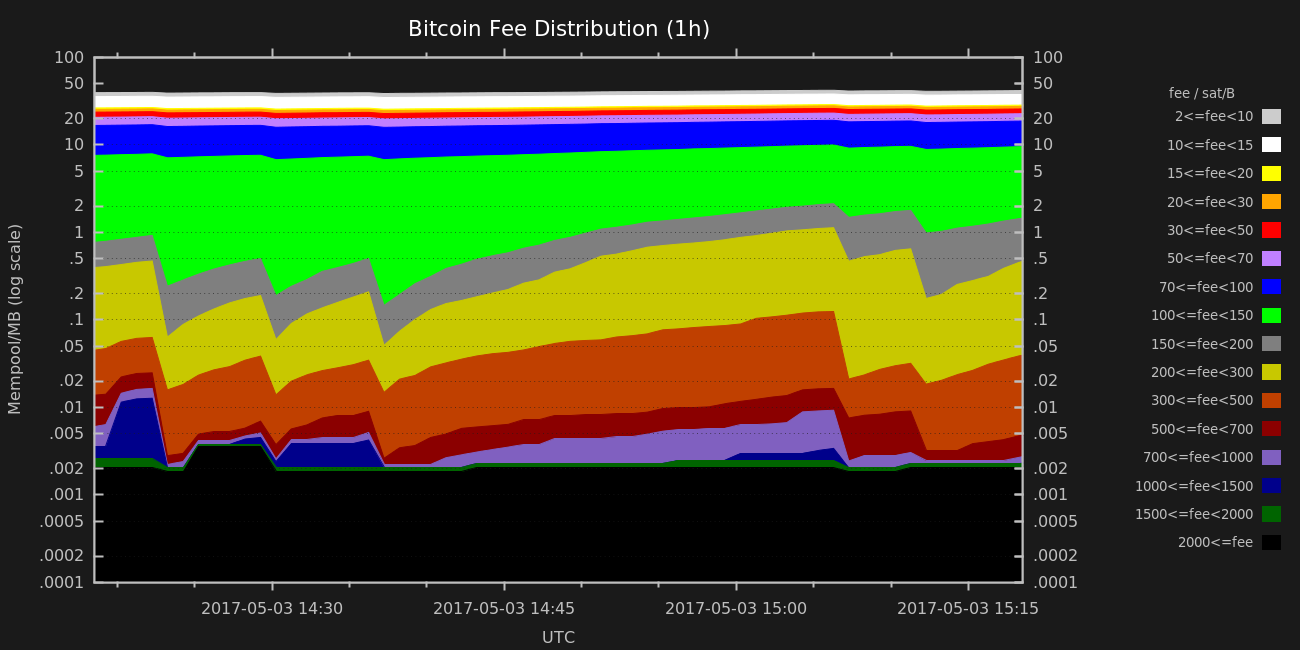 Bitcoin Fee Distribution (1h)
Mempool/MB (log scale)
100
50
20
10
5
2
1
.5
.2
.1
.05
.02
.01
.005
.002
.001
.0005
.0002
.0001
100
50
20
10
5
2
1
.5
.2
.1
.05
.02
.01
.005
.002
.001
.0005
.0002
.0001
2017-05-03 14:30
2017-05-03 14:45
2017-05-03 15:00
2017-05-03 15:15
UTC
fee / sat/B
2<=fee<10
10<=fee<15
15<=fee<20
20<=fee<30
30<=fee<50
50<=fee<70
70<=fee<100
100<=fee<150
150<=fee<200
200<=fee<300
300<=fee<500
500<=fee<700
700<=fee<1000
1000<=fee<1500
1500<=fee<2000
2000<=fee